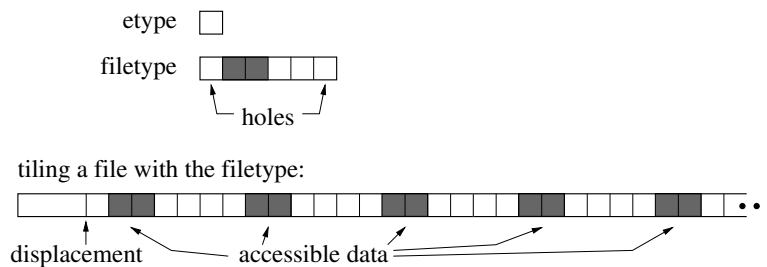 etype
filetype
holes
tiling a file with the filetype:
displacement
accessible data